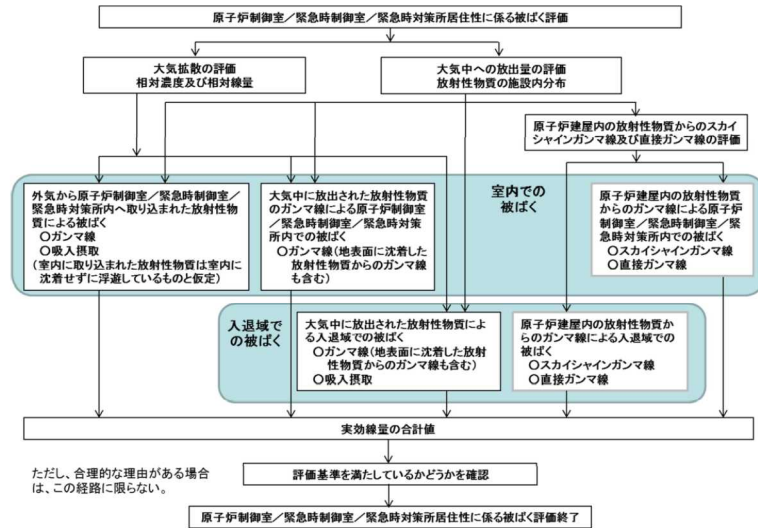 原子炉制御室／緊急時制御室／緊急時対策所居住性に係る被ばく評価
大気拡散の評価
相対濃度及び相対線量
大気中への放出量の評価
放射性物質の施設内分布
原子炉建屋内の放射性物質からのスカイ
シャインガンマ線及び直接ガンマ線の評価
室内での
被ばく
外気から原子炉制御室／緊急時制御室／
緊急時対策所内へ取り込まれた放射性物
質による被ばく
〇ガンマ線
〇吸入摂取
(室内に取り込まれた放射性物質は室内に
沈着せずに浮遊しているものと仮定)
大気中に放出された放射性物質
のガンマ線による原子炉制御室
／緊急時制御室／緊急時対策
所内での被ばく
〇ガンマ線(地表面に沈着した
放射性物質からのガンマ線
も含む)
原子炉建屋内の放射性物質
からのガンマ線による原子炉
制御室／緊急時制御室／緊
急時対策所内での被ばく
〇スカイシャインガンマ線
〇直接ガンマ線
入退域で
の被ばく
大気中に放出された放射性物質によ
る入退域での被ばく
〇ガンマ線(地表面に沈着した放射
性物質からのガンマ線も含む)
〇吸入摂取
原子炉建屋内の放射性物質か
らのガンマ線による入退域での
被ばく
〇スカイシャインガンマ線
〇直接ガンマ線
実効線量の合計値
ただし、合理的な理由がある場合
は、この経路に限らない。
評価基準を満たしているかどうかを確認
原子炉制御室／緊急時制御室／緊急時対策所居住性に係る被ばく評価終了